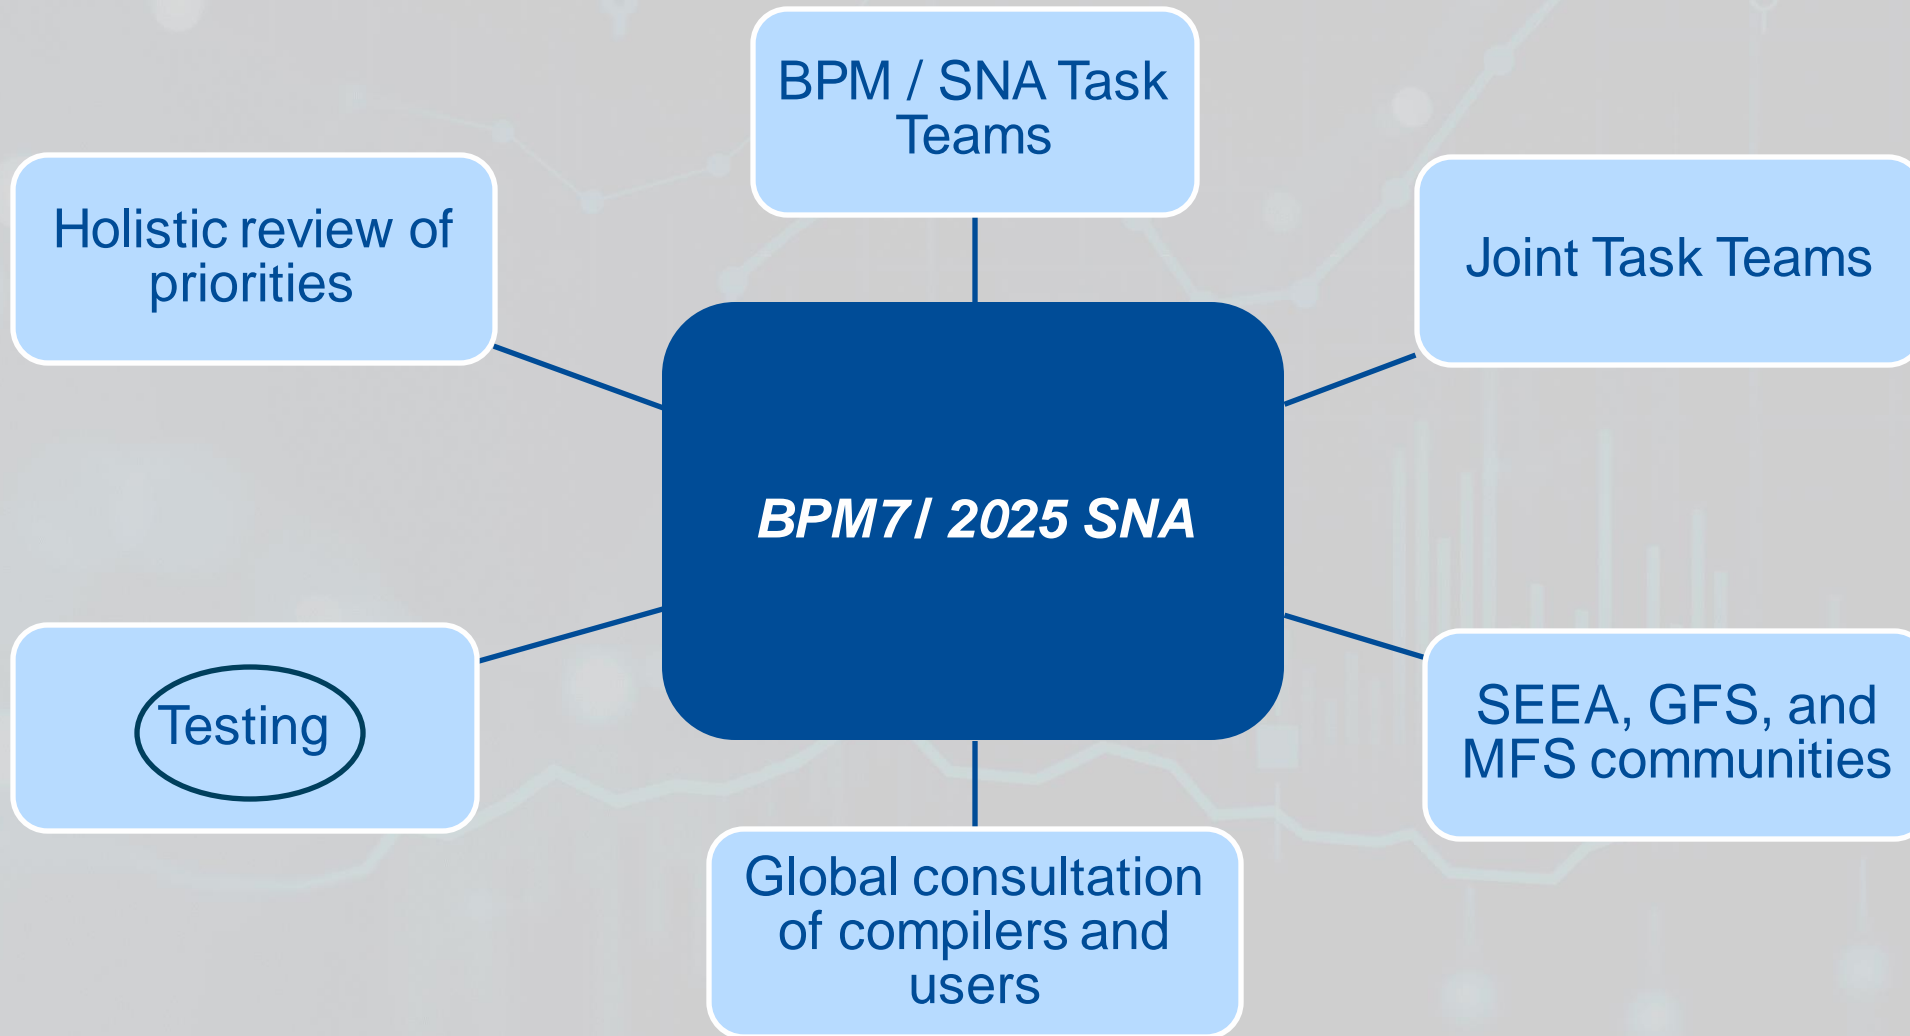 BPM / SNA Task
Teams
Holistic review of
priorities
Joint Task Teams
BPM7 / 2025 SNA
Testing
SEEA, GFS, and
MFS communities
Global consultation
of compilers and
users